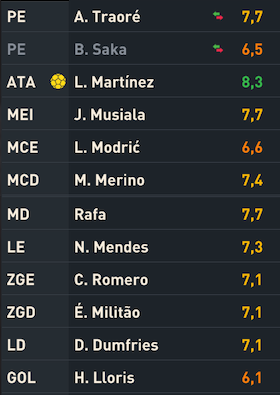 PE A. Traoré 7,7
PE B. Saka 6,5
ATA L. Martínez 8,3
MEI J. Musiala 7,7
MCE L. Modrić 6,6
MCD M. Merino 7,4
MD Rafa 7,7
LE N. Mendes 7,3
ZGE C. Romero 7,1
ZGD É. Militão 7,1
LD D. Dumfries 7,1
GOL H. Lloris 6,1